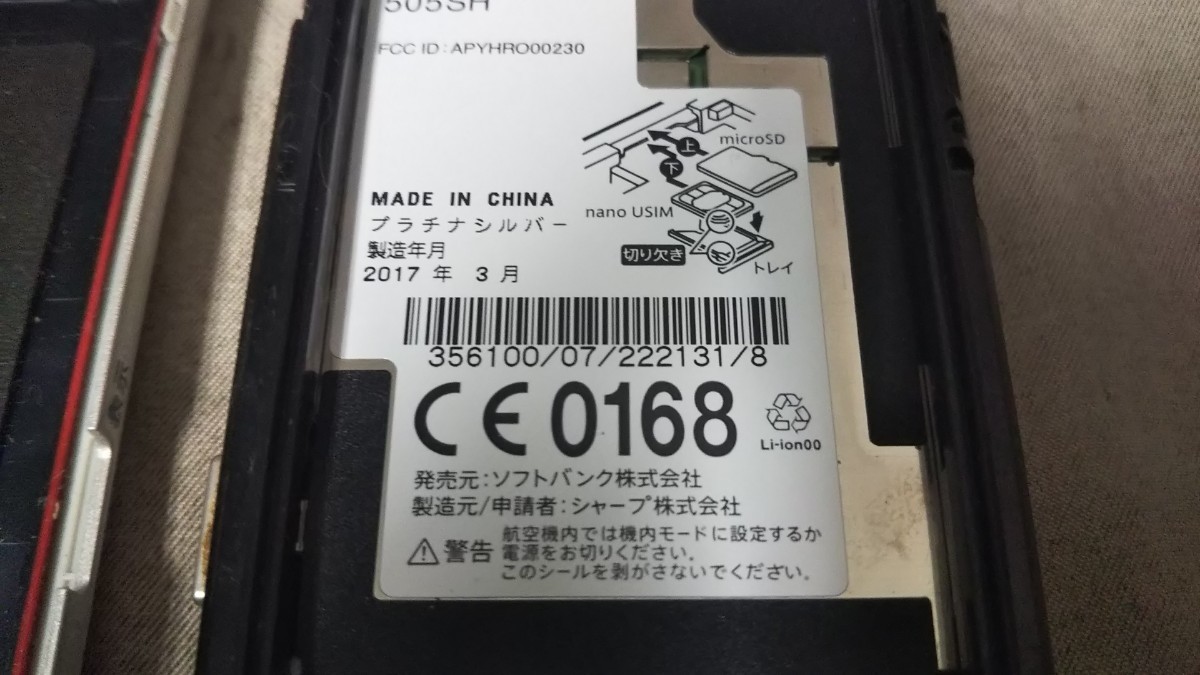 505SH
FCC ID : APYHRO00230
microSD
上
下
nano USIM
切り欠き
トレイ
MADE IN CHINA
プラチナシルバー
製造年月
2017 年 3 月
356100/07/222131/8
CE 0168
Li-ion00
発売元:ソフトバンク株式会社
製造元/申請者:シャープ株式会社
警告
航空機内では機内モードに設定するか
電源をお切りください。
このシールを剥がさないでください。